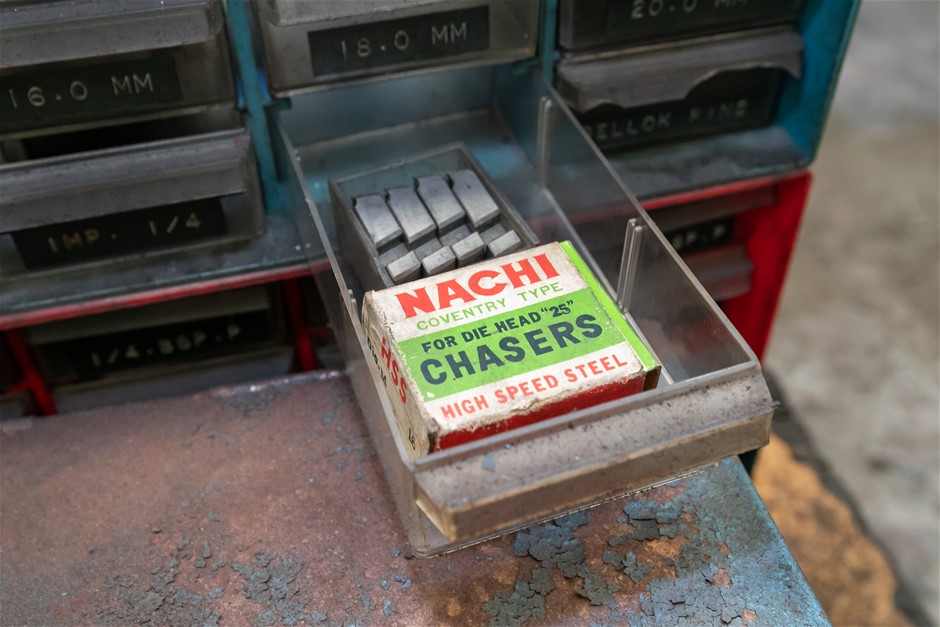 16.0 MM
18.0 MM
20.0 MM
IMP. 1/4
1/4.BSP.P
NACHI
COVENTRY TYPE
FOR DIE HEAD "25"
CHASERS
HIGH SPEED STEEL
HSS